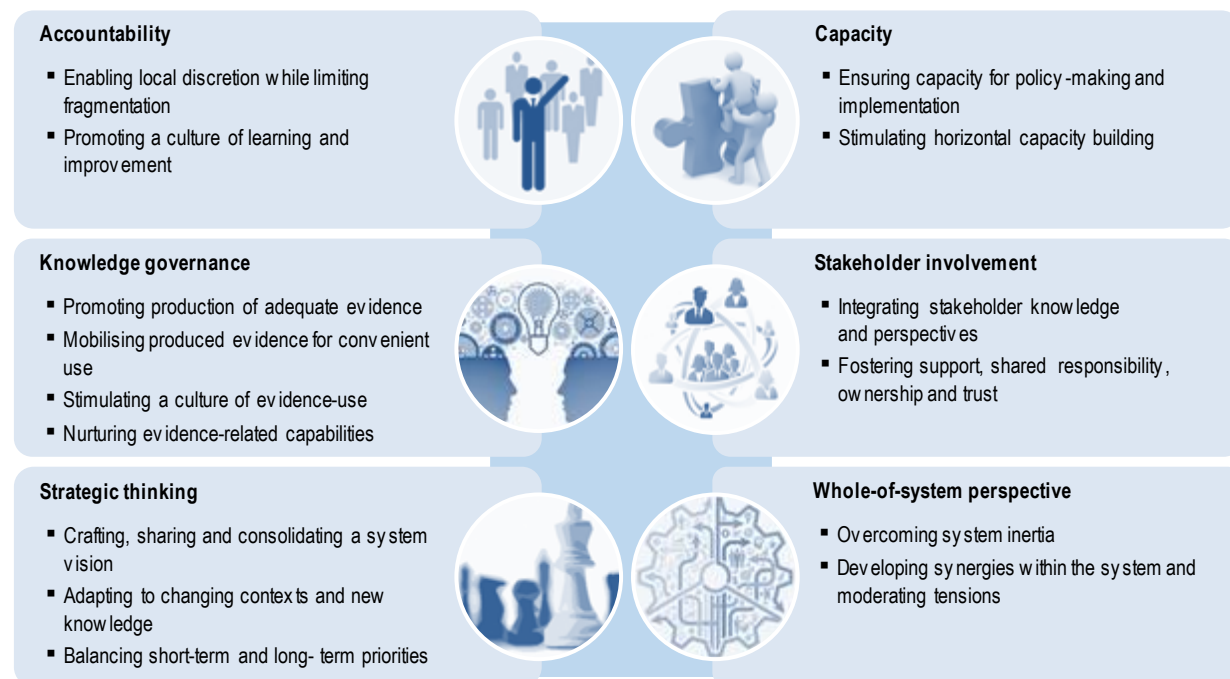 Accountability
▪ Enabling local discretion while limiting
fragmentation
▪ Promoting a culture of learning and
improvement
Capacity
▪ Ensuring capacity for policy-making and
implementation
▪ Stimulating horizontal capacity building
Knowledge governance
▪ Promoting production of adequate evidence
▪ Mobilising produced evidence for convenient
use
▪ Stimulating a culture of evidence-use
▪ Nurturing evidence-related capabilities
Stakeholder involvement
▪ Integrating stakeholder knowledge
and perspectives
▪ Fostering support, shared responsibility,
ownership and trust
Strategic thinking
▪ Crafting, sharing and consolidating a system
vision
▪ Adapting to changing contexts and new
knowledge
▪ Balancing short-term and long- term priorities
Whole-of-system perspective
▪ Overcoming system inertia
▪ Developing synergies within the system and
moderating tensions